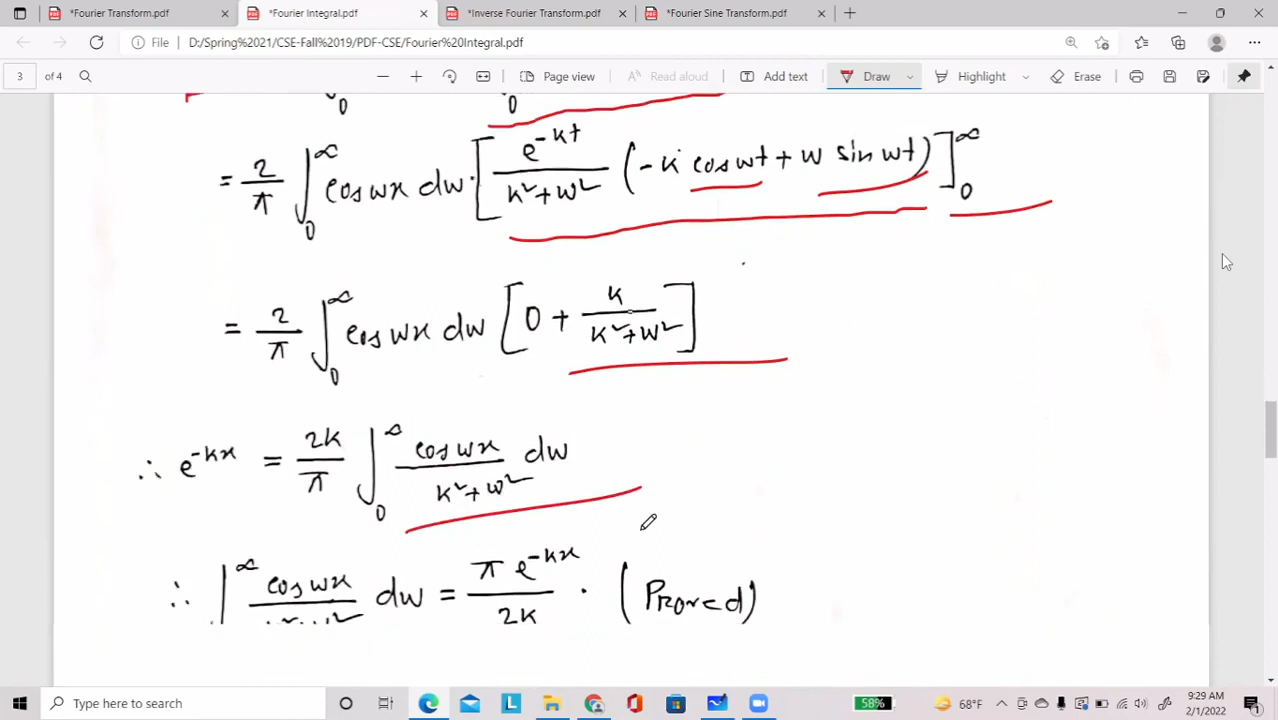 *Fourier Transform.pdf *Fourier Integral.pdf *Inverse Fourier Transform.pdf *Fourier Sine Transform.pdf
File D:/Spring%2021/CSE-Fall%2019/PDF-CSE/Fourier%20Integral.pdf
3 of 4 Page view Read aloud Add text Draw Highlight Erase
0 0
= 2/π ∫₀^∞ cos wx dw · [ e^{-kt} / (k²+w²) (-k cos wt + w sin wt) ]₀^∞
= 2/π ∫₀^∞ cos wx dw [ 0 + k / (k²+w²) ]
∴ e^{-kx} = 2k/π ∫₀^∞ cos wx / (k²+w²) dw
∴ ∫^∞ cos wx / (k²+w²) dw = π e^{-kx} / 2k . (Proved)
Type here to search 58% 68°F 9:29 AM
2/1/2022